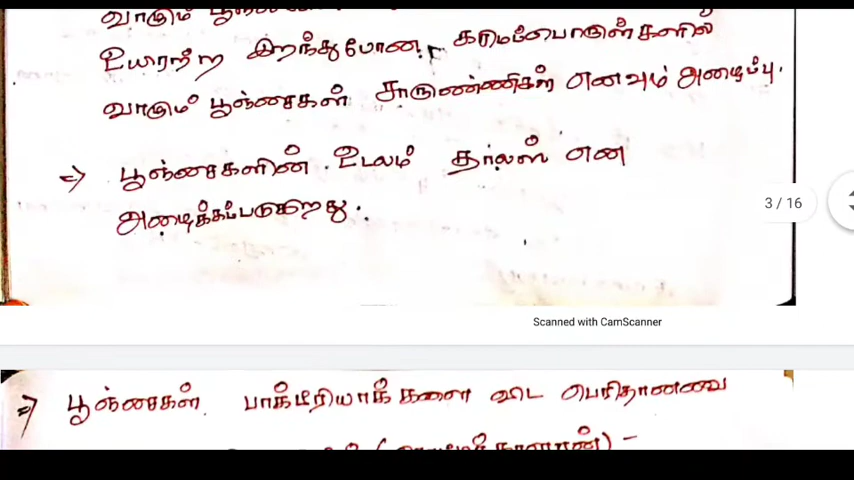 வாழும் பூஞ்சைகள்
உயிரற்ற இறந்துபோன கரிமப்பொருள்களில்
வாழும் பூஞ்சைகள் சாருண்ணிகள் எனவும் அழைப்பு.
=> பூஞ்சைகளின் உடலம் தாலஸ் என
அழைக்கப்படுகிறது.
3 / 16
Scanned with CamScanner
=> பூஞ்சைகள் பாக்டீரியாக்களை விட பெரிதானவை